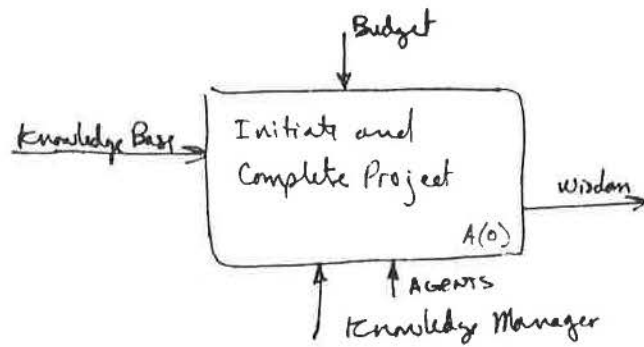 Budget
Knowledge Base
Initiate and
Complete Project
Wisdom
A(0)
AGENTS
Knowledge Manager